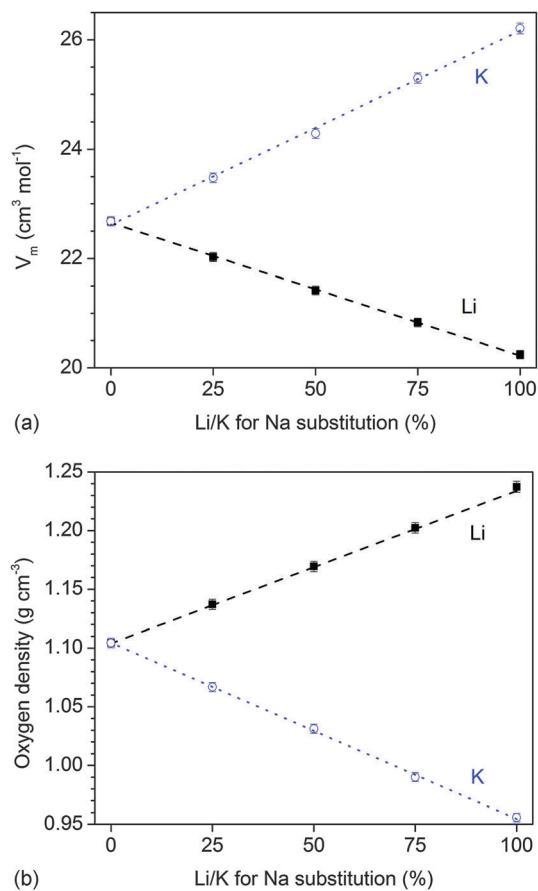 26
24
22
20
V_m (cm³ mol⁻¹)
K
Li
0 25 50 75 100
(a) Li/K for Na substitution (%)
1.25
1.20
1.15
1.10
1.05
1.00
0.95
Oxygen density (g cm⁻³)
Li
K
0 25 50 75 100
(b) Li/K for Na substitution (%)